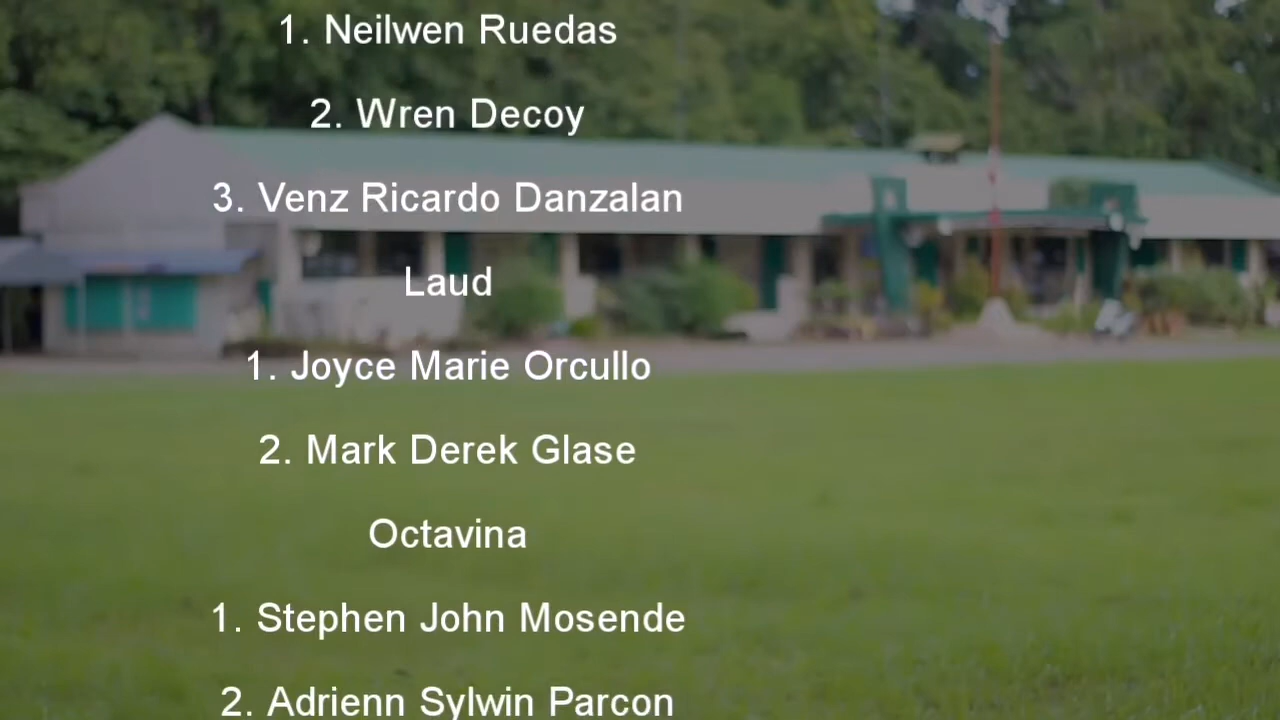 1. Neilwen Ruedas
2. Wren Decoy
3. Venz Ricardo Danzalan
Laud
1. Joyce Marie Orcullo
2. Mark Derek Glase
Octavina
1. Stephen John Mosende
2. Adrienn Sylwin Parcon